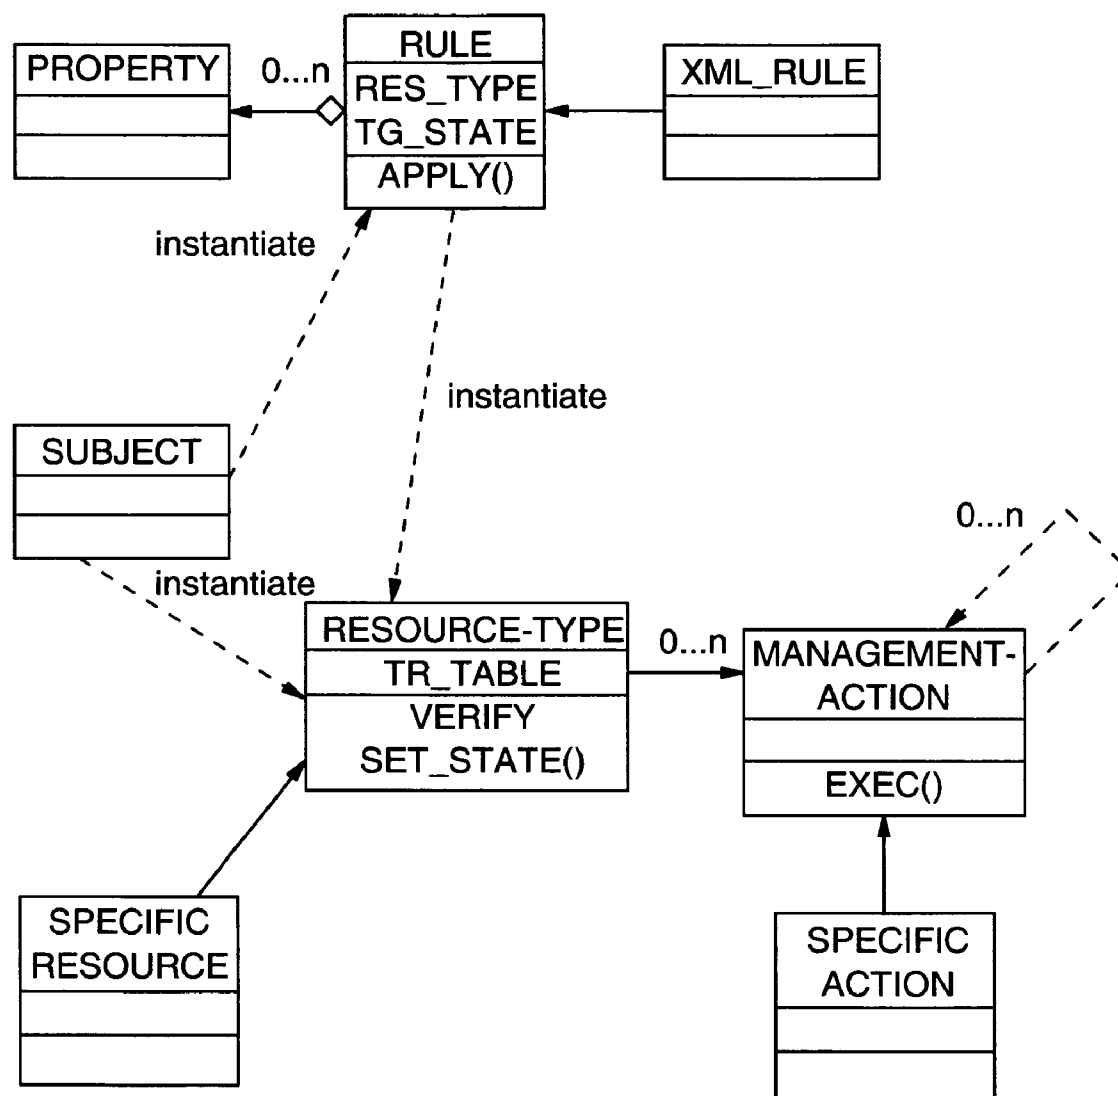 PROPERTY
0...n
RULE
RES_TYPE
TG_STATE
APPLY()
XML_RULE
instantiate
instantiate
SUBJECT
instantiate
0...n
RESOURCE-TYPE
TR_TABLE
VERIFY
SET_STATE()
0...n
MANAGEMENT-
ACTION
EXEC()
SPECIFIC
RESOURCE
SPECIFIC
ACTION